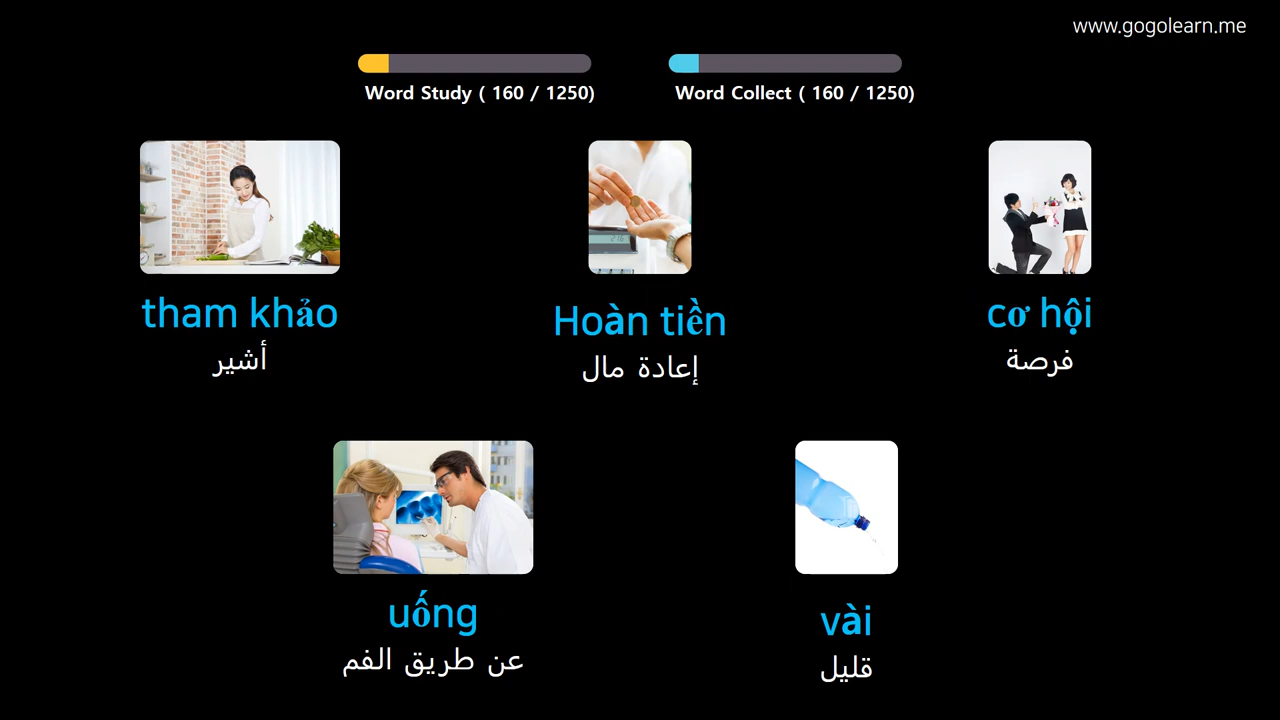 www.gogolearn.me
Word Study ( 160 / 1250)
Word Collect ( 160 / 1250)
tham khảo
أشير
Hoàn tiền
إعادة مال
cơ hội
فرصة
uống
عن طريق الفم
vài
قليل